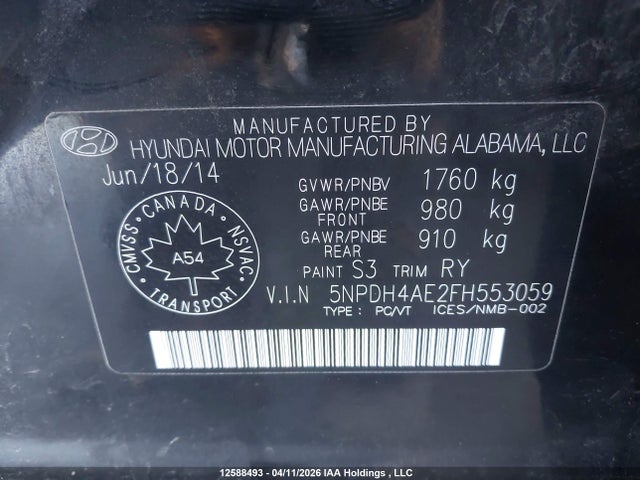 MANUFACTURED BY
HYUNDAI MOTOR MANUFACTURING ALABAMA, LLC
Jun/18/14
GVWR/PNBV 1760 kg
GAWR/PNBE FRONT 980 kg
GAWR/PNBE REAR 910 kg
PAINT S3 TRIM RY
V.I.N 5NPDH4AE2FH553059
TYPE : PC/VT ICES/NMB-002
CANADA
CMVSS NSVAC
A54
TRANSPORT
12588493 - 04/11/2026 IAA Holdings , LLC